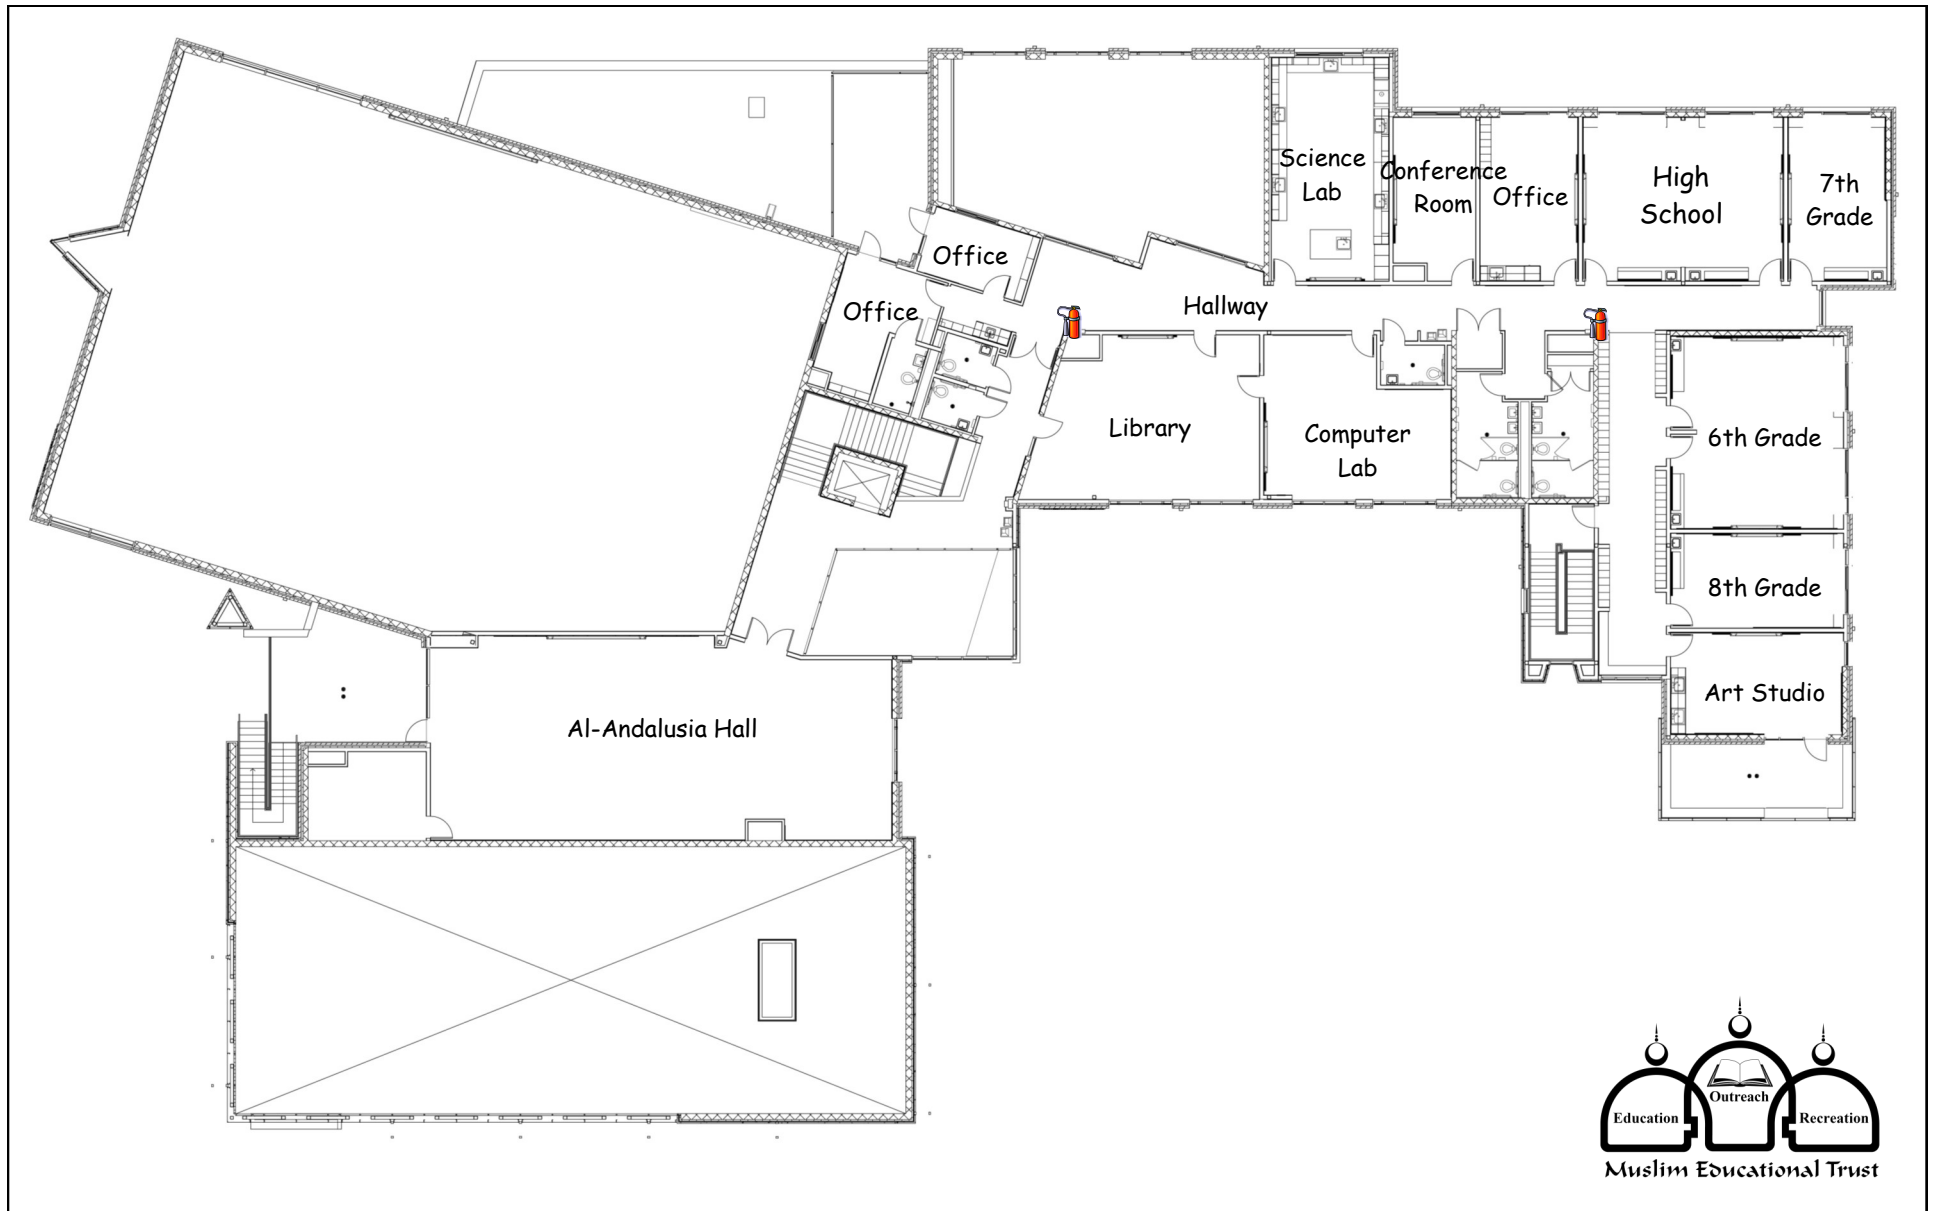 Science
Lab
Conference
Room
Office
High
School
7th
Grade
Office
Office
Hallway
Library
Computer
Lab
6th Grade
8th Grade
Art Studio
Al-Andalusia Hall
Outreach
Education
Recreation
Muslim Educational Trust